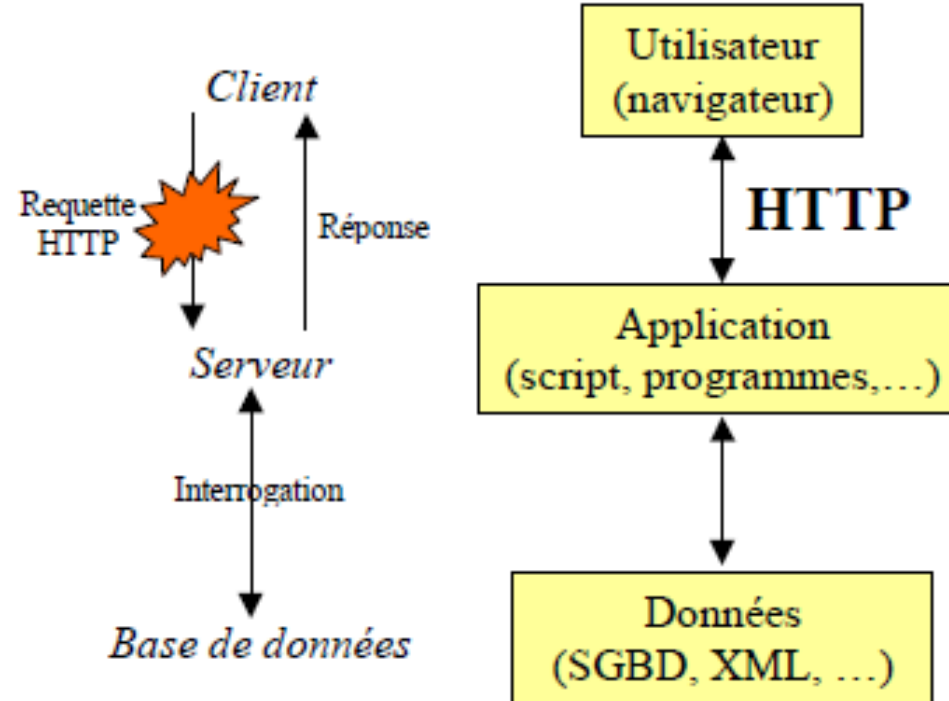 Client
Requette
HTTP
Réponse
Serveur
Interrogation
Base de données
Utilisateur
(navigateur)
HTTP
Application
(script, programmes,…)
Données
(SGBD, XML, …)